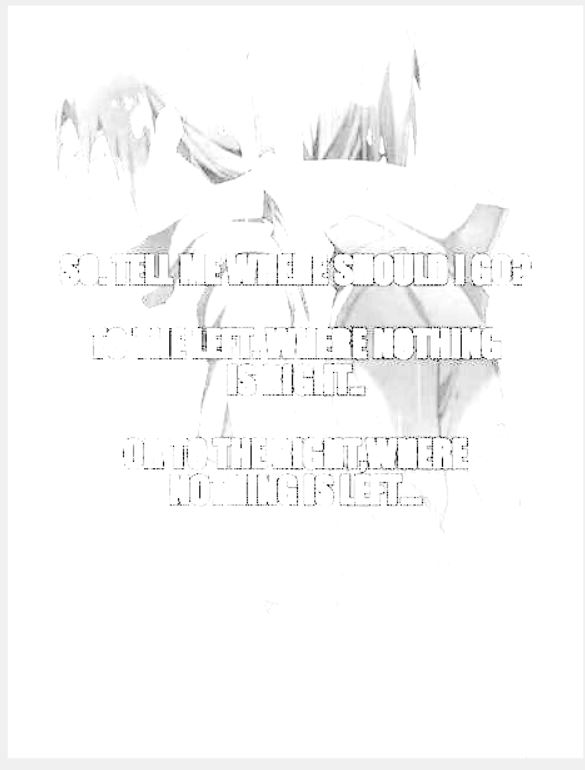 SO, TELL ME WHERE SHOULD I GO?
TO THE LEFT, WHERE NOTHING
IS RIGHT...
OR TO THE RIGHT, WHERE
NOTHING IS LEFT....